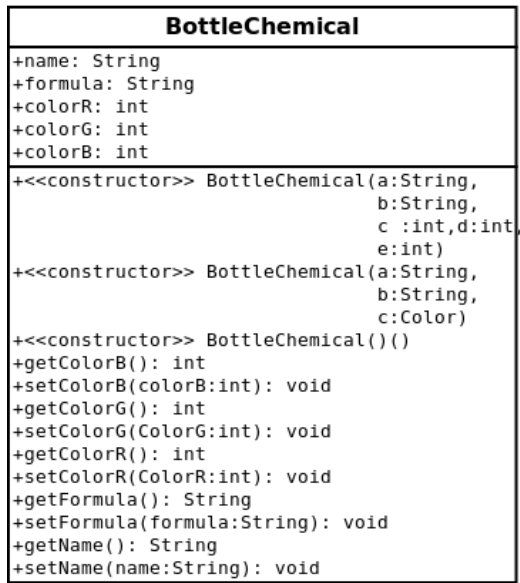 BottleChemical
+name: String
+formula: String
+colorR: int
+colorG: int
+colorB: int
+<<constructor>> BottleChemical(a:String,
b:String,
c :int,d:int,
e:int)
+<<constructor>> BottleChemical(a:String,
b:String,
c:Color)
+<<constructor>> BottleChemical()()
+getColorB(): int
+setColorB(colorB:int): void
+getColorG(): int
+setColorG(ColorG:int): void
+getColorR(): int
+setColorR(ColorR:int): void
+getFormula(): String
+setFormula(formula:String): void
+getName(): String
+setName(name:String): void